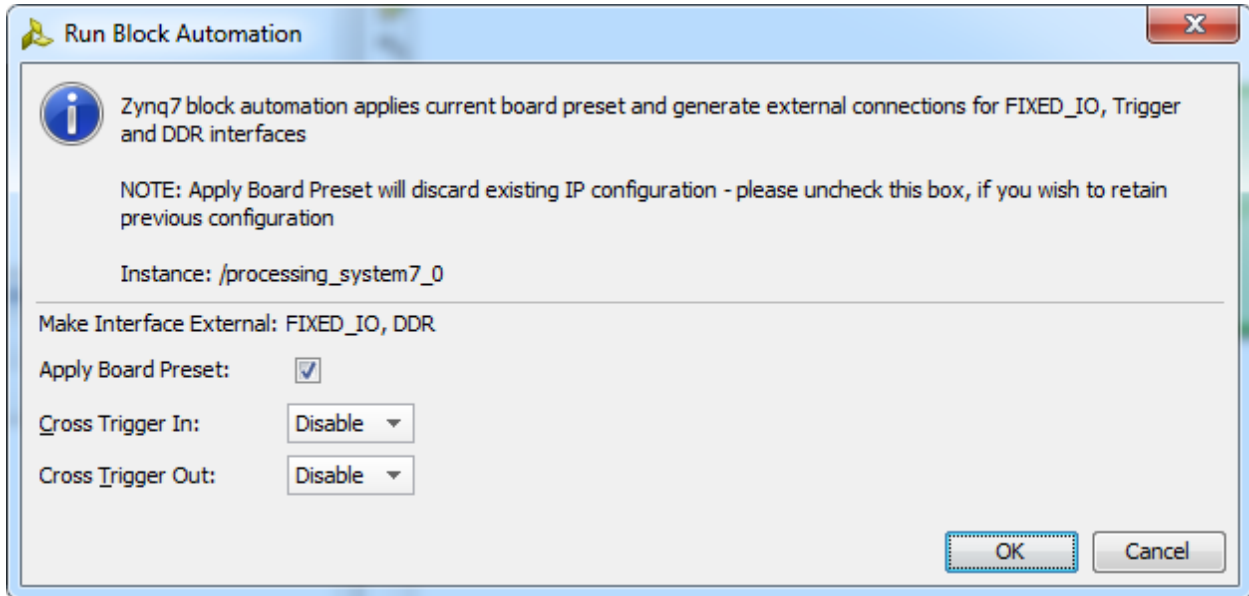 Run Block Automation
Zynq7 block automation applies current board preset and generate external connections for FIXED_IO, Trigger
and DDR interfaces
NOTE: Apply Board Preset will discard existing IP configuration - please uncheck this box, if you wish to retain
previous configuration
Instance: /processing_system7_0
Make Interface External: FIXED_IO, DDR
Apply Board Preset:
Cross Trigger In: Disable
Cross Trigger Out: Disable
OK Cancel